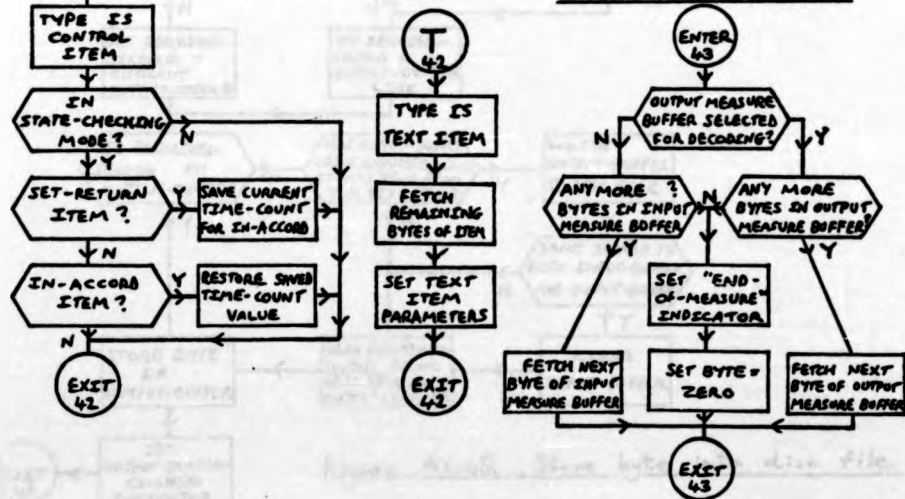 TYPE IS
CONTROL
ITEM
IN
STATE-CHECKING
MODE?
N
Y
SET-RETURN
ITEM?
Y
SAVE CURRENT
TIME-COUNT
FOR IN-ACCORD
N
IN-ACCORD
ITEM?
Y
RESTORE SAVED
TIME-COUNT
VALUE
N
EXIT
42
T
42
TYPE IS
TEXT ITEM
FETCH
REMAINING
BYTES OF ITEM
SET TEXT
ITEM
PARAMETERS
EXIT
42
ENTER
43
OUTPUT MEASURE
BUFFER SELECTED
FOR DECODING?
N
Y
ANY MORE ?
BYTES IN INPUT
MEASURE BUFFER
N
ANY MORE
BYTES IN OUTPUT
MEASURE BUFFER?
Y
Y
SET "END-
OF-MEASURE"
INDICATOR
FETCH NEXT
BYTE OF INPUT
MEASURE BUFFER
SET BYTE =
ZERO
FETCH NEXT
BYTE OF OUTPUT
MEASURE BUFFER
EXIT
43